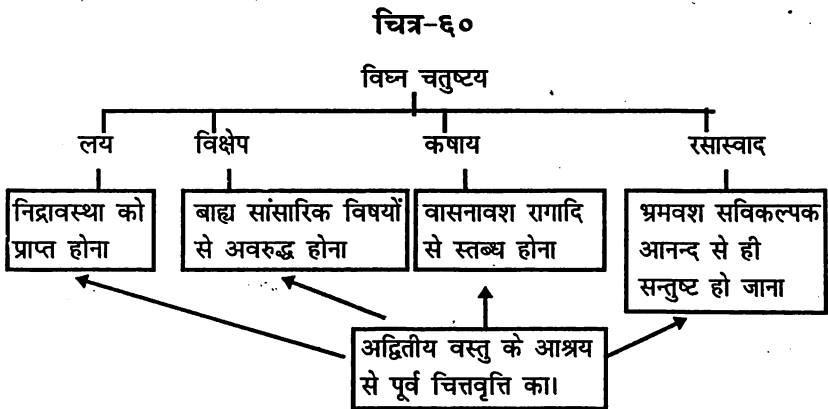 चित्र-६०
विघ्न चतुष्टय
लय विक्षेप कषाय रसास्वाद
निद्रावस्था को
प्राप्त होना
बाह्य सांसारिक विषयों
से अवरुद्ध होना
वासनावश रागादि
से स्तब्ध होना
भ्रमवश सविकल्पक
आनन्द से ही
सन्तुष्ट हो जाना
अद्वितीय वस्तु के आश्रय
से पूर्व चित्तवृत्ति का।